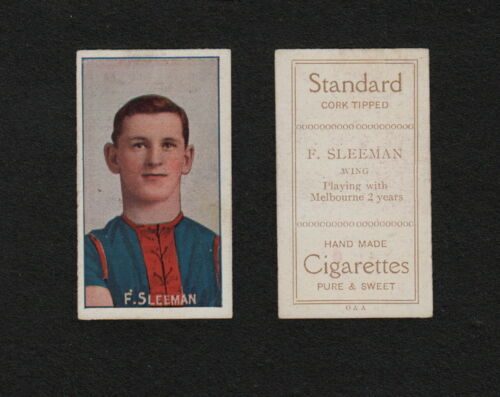 F. SLEEMAN
Standard
CORK TIPPED
F. SLEEMAN
WING
Playing with
Melbourne 2 years
HAND MADE
Cigarettes
PURE & SWEET
O & A